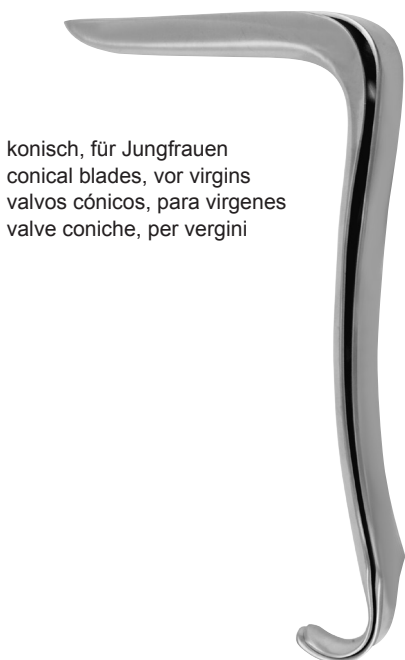 konisch, für Jungfrauen
conical blades, vor virgins
valvos cónicos, para virgenes
valve coniche, per vergini